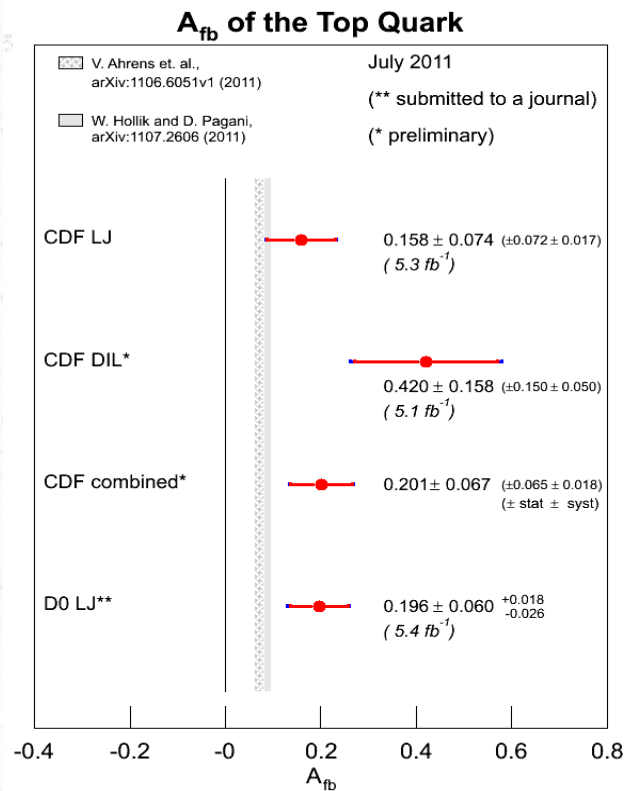 A_fb of the Top Quark
V. Ahrens et. al.,
arXiv:1106.6051v1 (2011)
W. Hollik and D. Pagani,
arXiv:1107.2606 (2011)
July 2011
(** submitted to a journal)
(* preliminary)
CDF LJ
0.158 ± 0.074 (±0.072 ± 0.017)
( 5.3 fb⁻¹)
CDF DIL*
0.420 ± 0.158 (±0.150 ± 0.050)
( 5.1 fb⁻¹)
CDF combined*
0.201± 0.067 (±0.065 ± 0.018)
(± stat ± syst)
D0 LJ**
0.196 ± 0.060 +0.018
-0.026
( 5.4 fb⁻¹)
-0.4 -0.2 -0 0.2 0.4 0.6 0.8
A_fb